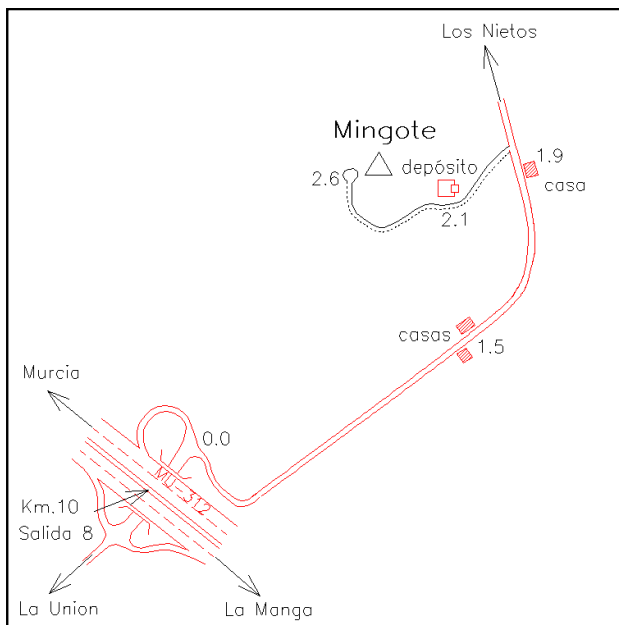 Los Nietos
Mingote
1.9
depósito
2.6
casa
2.1
casas
1.5
Murcia
0.0
MU-312
Km.10
Salida 8
La Union
La Manga